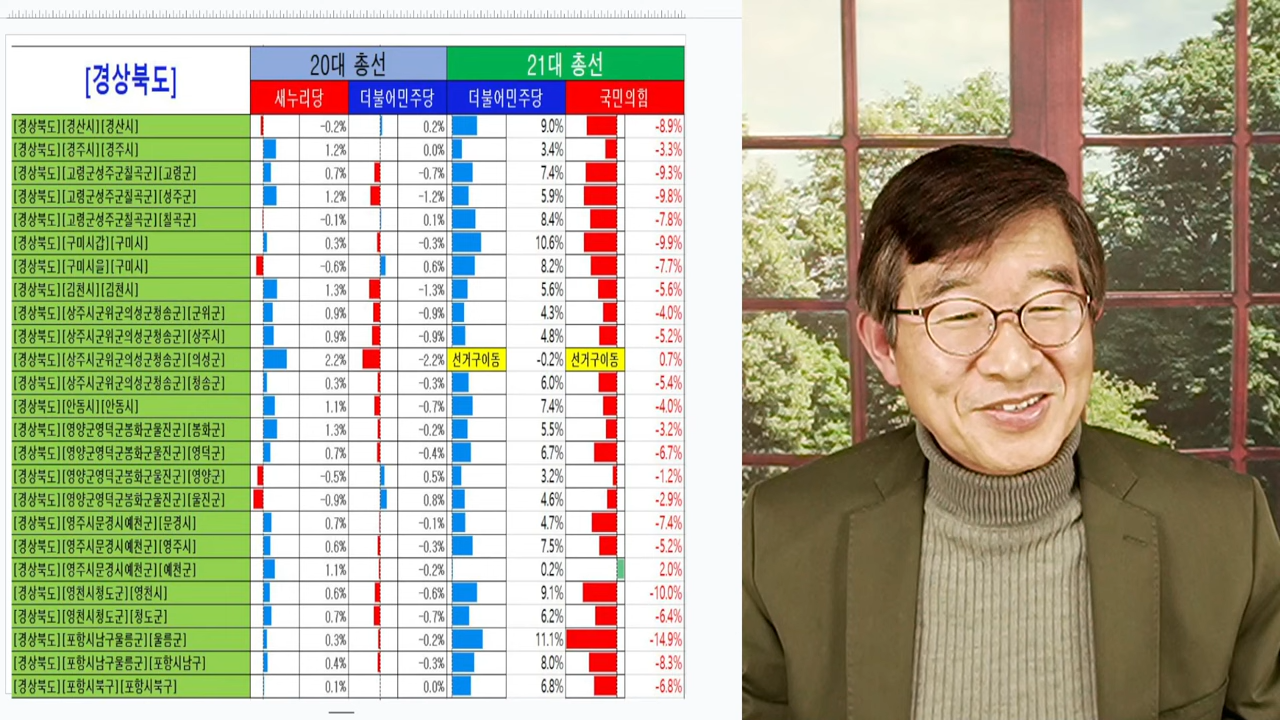 [경상북도] 20대 총선 21대 총선
새누리당 더불어민주당 더불어민주당 국민의힘
[경상북도][경산시][경산시] -0.2% 0.2% 9.0% -8.9%
[경상북도][경주시][경주시] 1.2% 0.0% 3.4% -3.3%
[경상북도][고령군성주군칠곡군][고령군] 0.7% -0.7% 7.4% -9.3%
[경상북도][고령군성주군칠곡군][성주군] 1.2% -1.2% 5.9% -9.8%
[경상북도][고령군성주군칠곡군][칠곡군] -0.1% 0.1% 8.4% -7.8%
[경상북도][구미시갑][구미시] 0.3% -0.3% 10.6% -9.9%
[경상북도][구미시을][구미시] -0.6% 0.6% 8.2% -7.7%
[경상북도][김천시][김천시] 1.3% -1.3% 5.6% -5.6%
[경상북도][상주시군위군의성군청송군][군위군] 0.9% -0.9% 4.3% -4.0%
[경상북도][상주시군위군의성군청송군][상주시] 0.9% -0.9% 4.8% -5.2%
[경상북도][상주시군위군의성군청송군][의성군] 2.2% -2.2% 선거구이동 -0.2% 선거구이동 0.7%
[경상북도][상주시군위군의성군청송군][청송군] 0.3% -0.3% 6.0% -5.4%
[경상북도][안동시][안동시] 1.1% -0.7% 7.4% -4.0%
[경상북도][영양군영덕군봉화군울진군][봉화군] 1.3% -0.2% 5.5% -3.2%
[경상북도][영양군영덕군봉화군울진군][영덕군] 0.7% -0.4% 6.7% -6.7%
[경상북도][영양군영덕군봉화군울진군][영양군] -0.5% 0.5% 3.2% -1.2%
[경상북도][영양군영덕군봉화군울진군][울진군] -0.9% 0.8% 4.6% -2.9%
[경상북도][영주시문경시예천군][문경시] 0.7% -0.1% 4.7% -7.4%
[경상북도][영주시문경시예천군][영주시] 0.6% -0.3% 7.5% -5.2%
[경상북도][영주시문경시예천군][예천군] 1.1% -0.2% 0.2% 2.0%
[경상북도][영천시청도군][영천시] 0.6% -0.6% 9.1% -10.0%
[경상북도][영천시청도군][청도군] 0.7% -0.7% 6.2% -6.4%
[경상북도][포항시남구울릉군][울릉군] 0.3% -0.2% 11.1% -14.9%
[경상북도][포항시남구울릉군][포항시남구] 0.4% -0.3% 8.0% -8.3%
[경상북도][포항시북구][포항시북구] 0.1% 0.0% 6.8% -6.8%